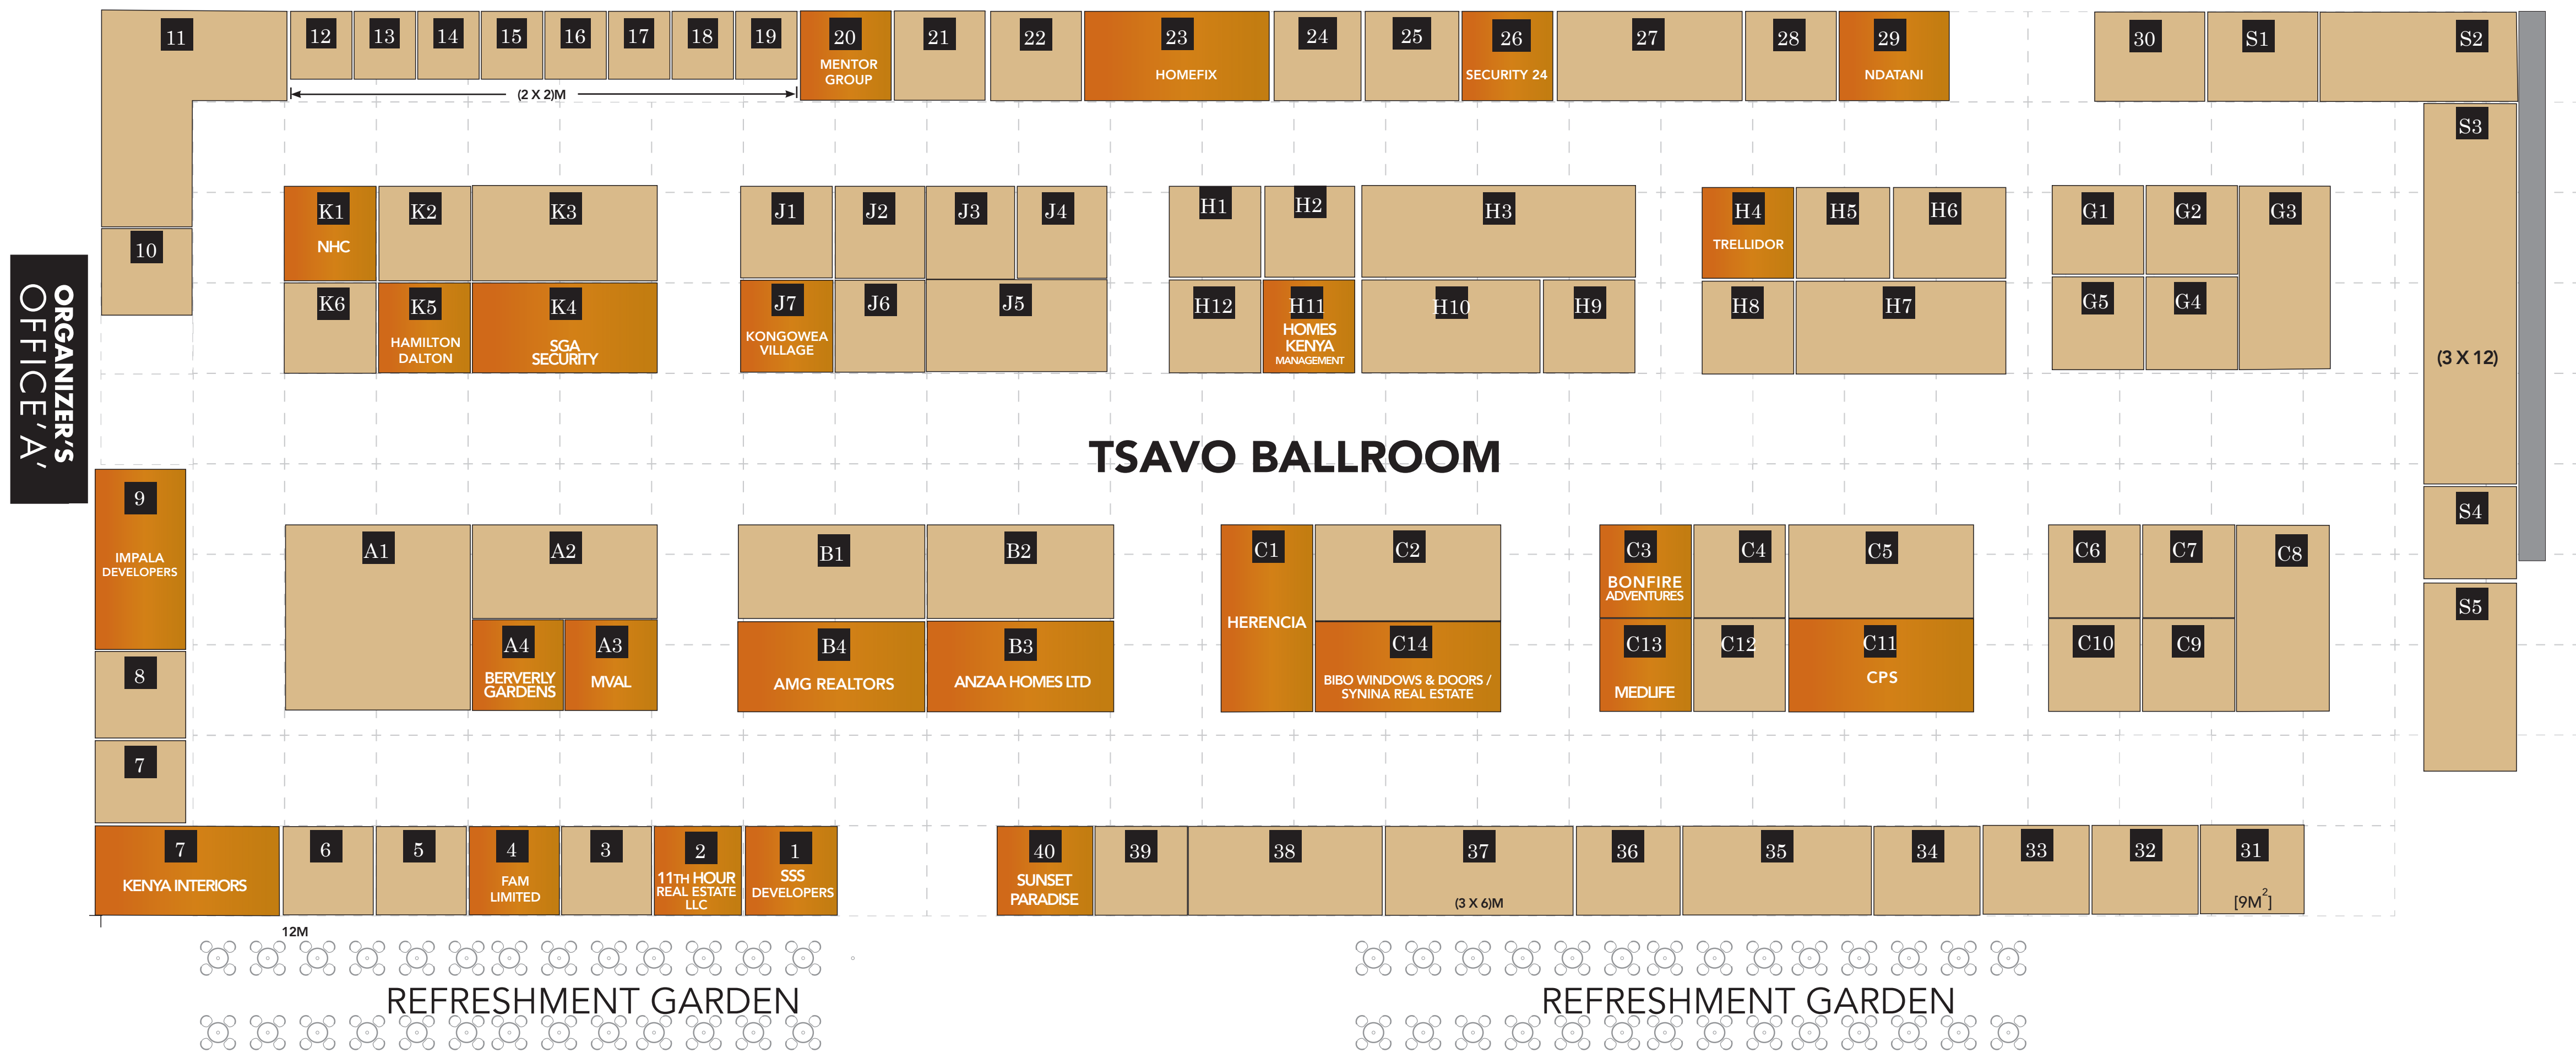 11
12
13
14
15
16
17
18
19
20
MENTOR
GROUP
21
22
23
HOMEFIX
24
25
26
SECURITY 24
27
28
29
NDATANI
30
S1
S2
(2 X 2)M
S3
(3 X 12)
10
ORGANIZER'S
OFFICE'A'
K1
NHC
K2
K3
K6
K5
HAMILTON
DALTON
K4
SGA
SECURITY
J1
J2
J3
J4
J7
KONGOWEA
VILLAGE
J6
J5
H1
H2
H3
H12
H11
HOMES
KENYA
MANAGEMENT
H10
H9
H4
TRELLIDOR
H5
H6
H8
H7
G1
G2
G3
G5
G4
TSAVO BALLROOM
9
IMPALA
DEVELOPERS
8
7
A1
A2
A4
BERVERLY
GARDENS
A3
MVAL
B1
B2
B4
AMG REALTORS
B3
ANZAA HOMES LTD
C1
HERENCIA
C2
C14
BIBO WINDOWS & DOORS /
SYNINA REAL ESTATE
C3
BONFIRE
ADVENTURES
C4
C5
C13
MEDLIFE
C12
C11
CPS
C6
C7
C8
C10
C9
S4
S5
7
KENYA INTERIORS
6
5
4
FAM
LIMITED
3
2
11TH HOUR
REAL ESTATE
LLC
1
SSS
DEVELOPERS
40
SUNSET
PARADISE
39
38
37
(3 X 6)M
36
35
34
33
32
31
[9M²]
12M
REFRESHMENT GARDEN
REFRESHMENT GARDEN